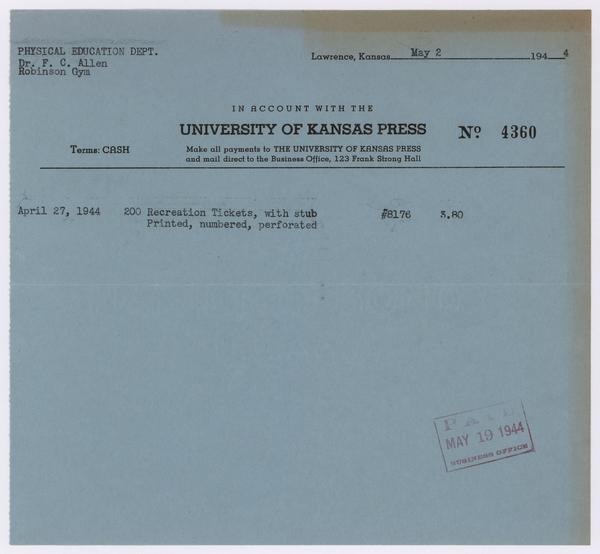 PHYSICAL EDUCATION DEPT.
Dr. F. C. Allen
Robinson Gym
Lawrence, Kansas May 2 194 4
IN ACCOUNT WITH THE
UNIVERSITY OF KANSAS PRESS
No 4360
Terms: CASH
Make all payments to THE UNIVERSITY OF KANSAS PRESS
and mail direct to the Business Office, 123 Frank Strong Hall
April 27, 1944 200 Recreation Tickets, with stub #8176 3.80
Printed, numbered, perforated
PAID
MAY 19 1944
BUSINESS OFFICE